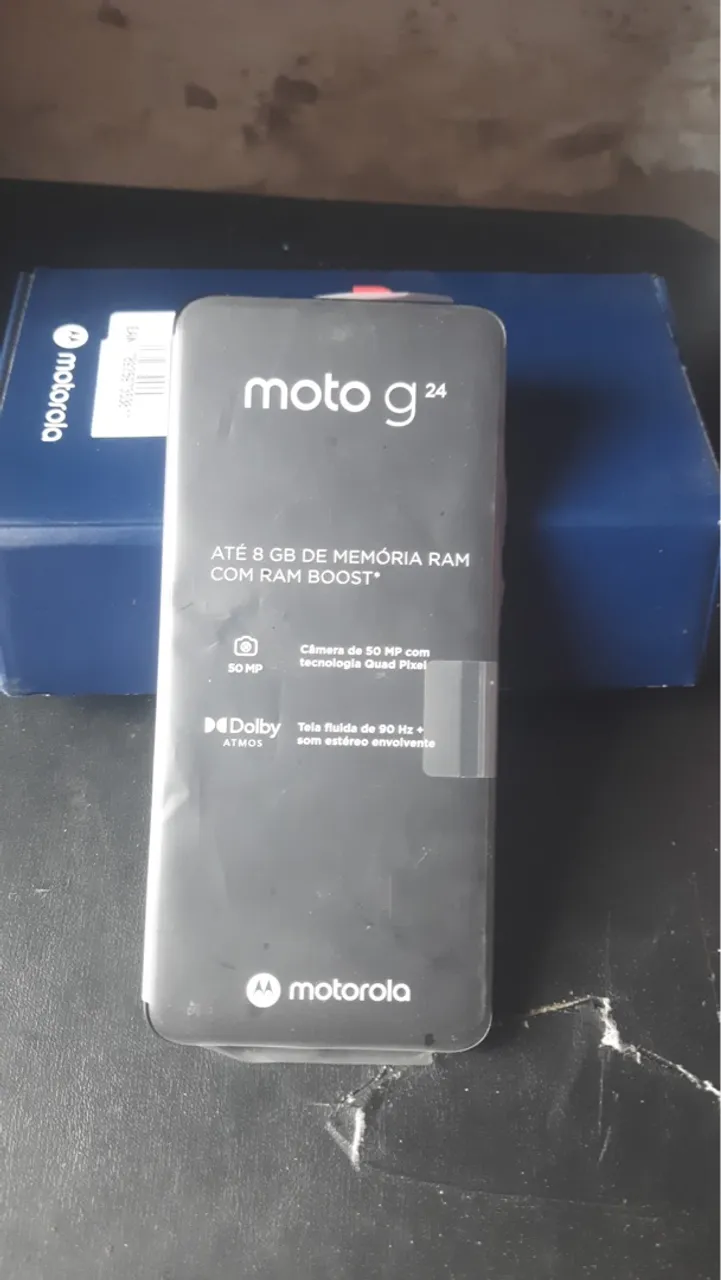 motorola
moto g 24
ATÉ 8 GB DE MEMÓRIA RAM
COM RAM BOOST*
50 MP
Câmera de 50 MP com
tecnologia Quad Pixel
Dolby
ATMOS
Tela fluida de 90 Hz +
som estéreo envolvente
motorola